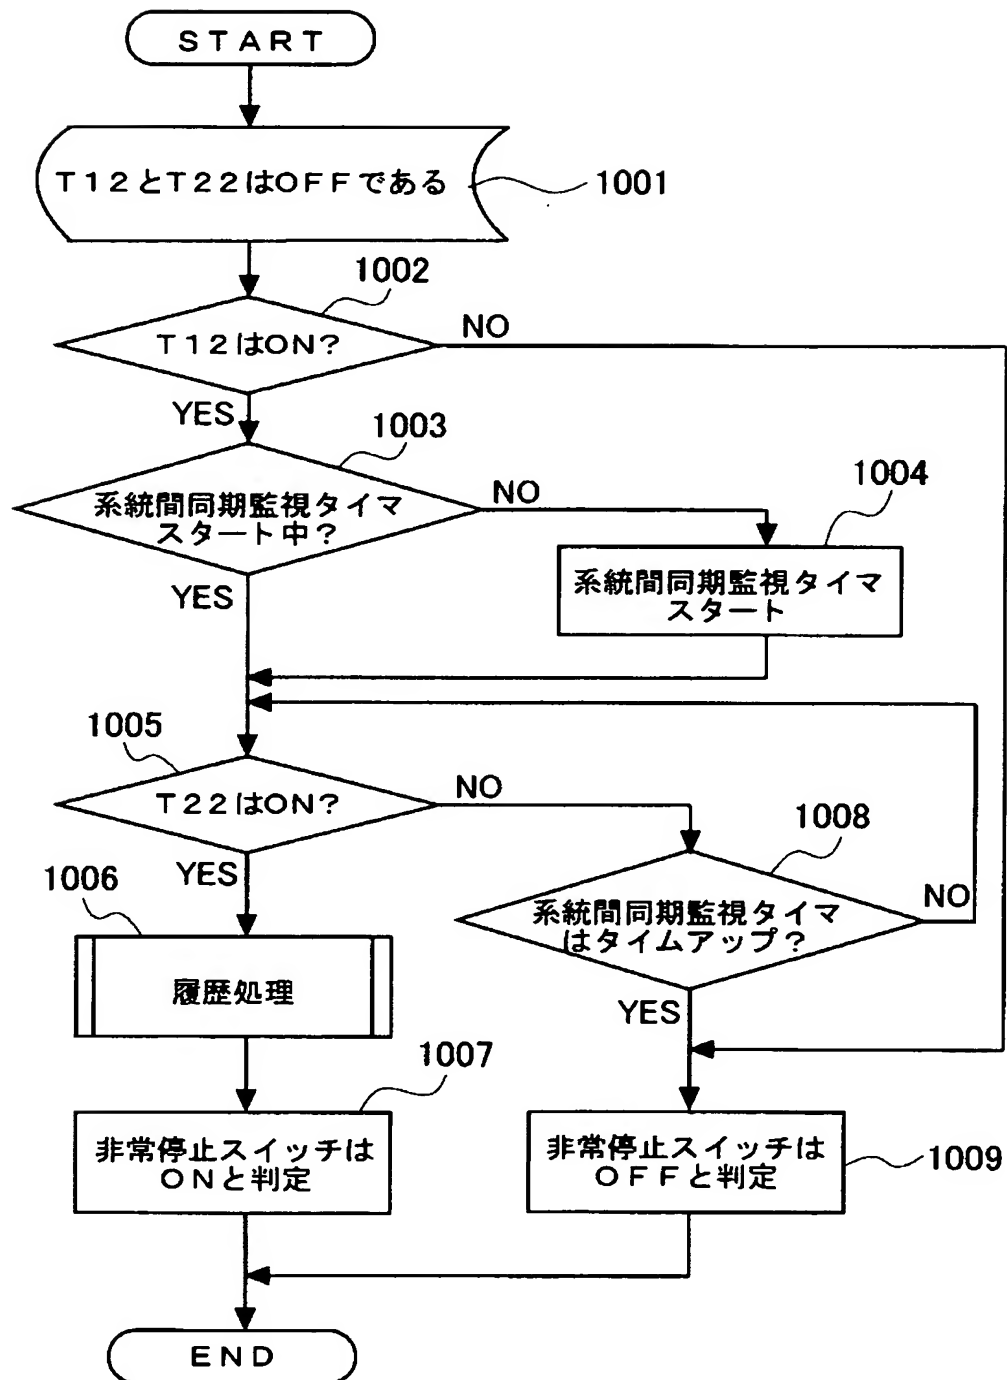 START
T12とT22はOFFである
1001
1002
T12はON?
NO
YES
1003
系統間同期監視タイマ
スタート中?
NO
YES
1004
系統間同期監視タイマ
スタート
1005
T22はON?
NO
YES
1008
系統間同期監視タイマ
はタイムアップ?
NO
YES
1006
履歴処理
1007
非常停止スイッチは
ONと判定
非常停止スイッチは
OFFと判定
1009
END